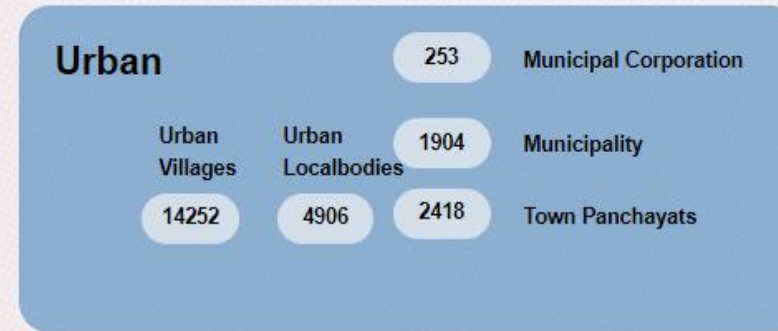 Urban
253 Municipal Corporation
Urban Villages
Urban Localbodies
1904 Municipality
14252
4906
2418 Town Panchayats